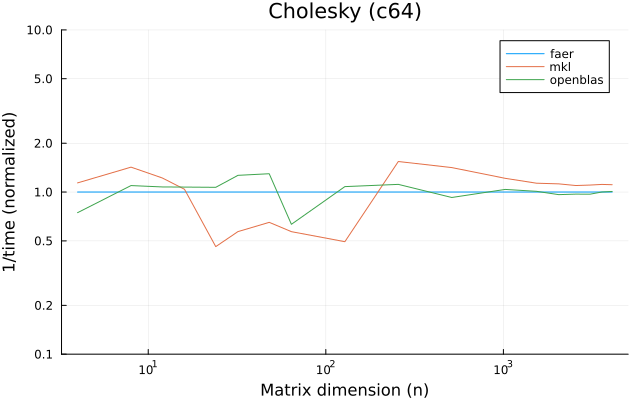 Cholesky (c64)
10.0
5.0
2.0
1.0
0.5
0.2
0.1
1/time (normalized)
faer
mkl
openblas
10¹
10²
10³
Matrix dimension (n)